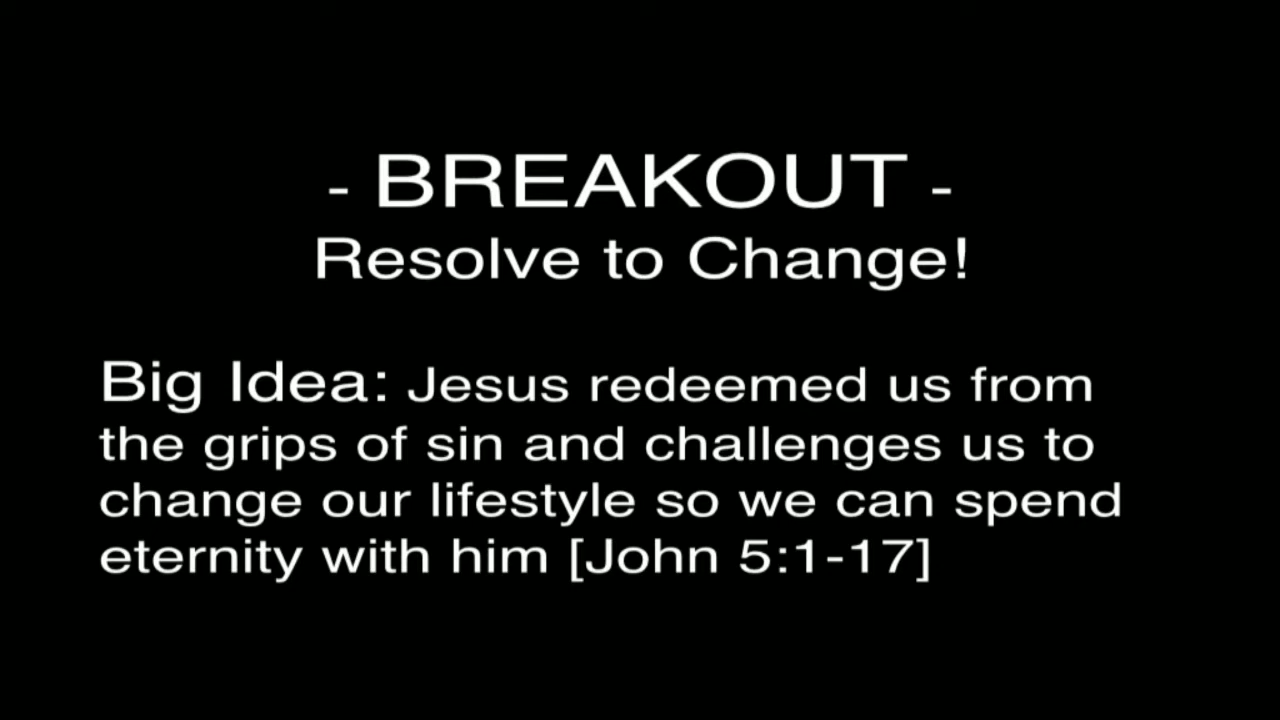 - BREAKOUT -
Resolve to Change!
Big Idea: Jesus redeemed us from
the grips of sin and challenges us to
change our lifestyle so we can spend
eternity with him [John 5:1-17]